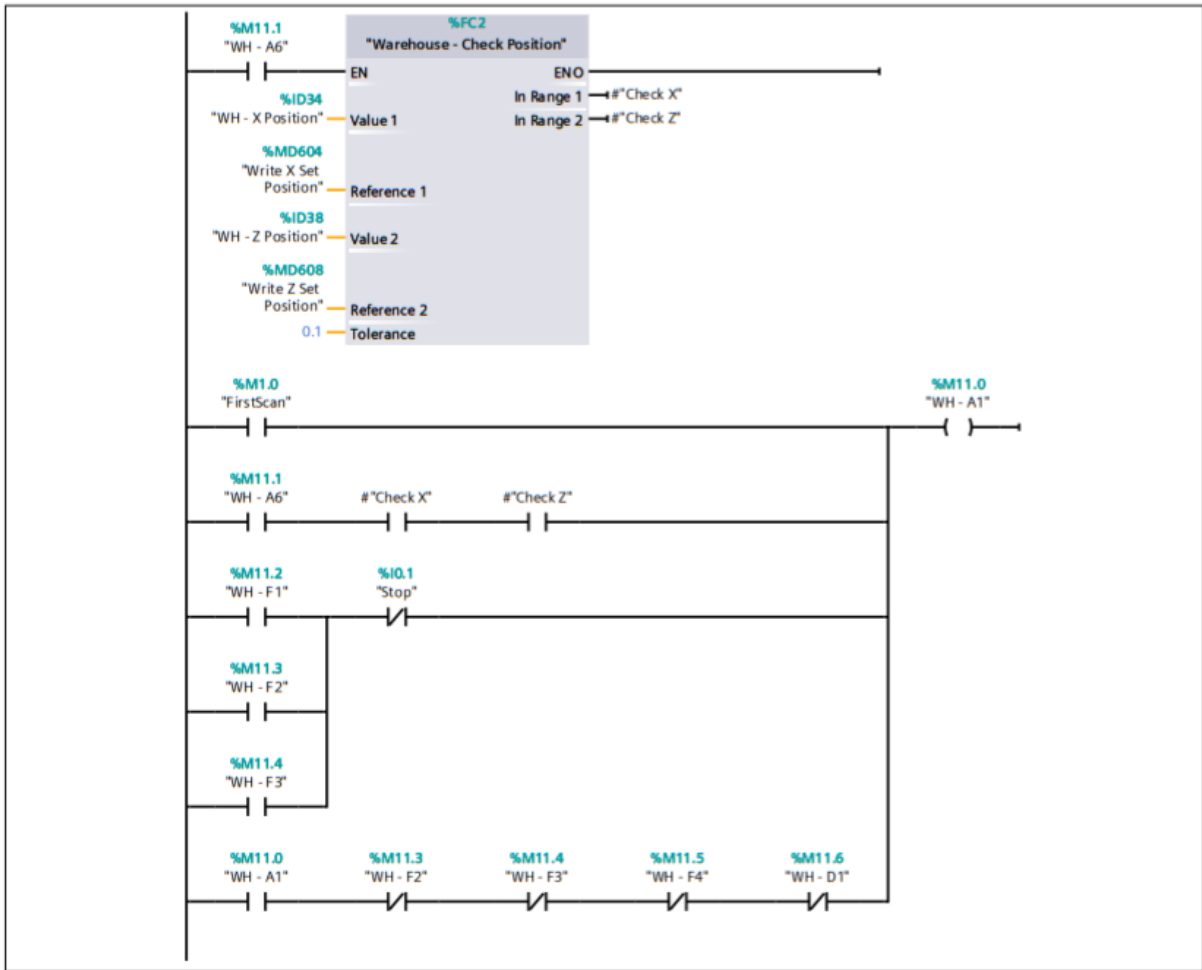 %M11.1
"WH - A6"
%FC2
"Warehouse - Check Position"
EN
ENO
In Range 1
#"Check X"
%ID34
"WH - X Position"
Value 1
In Range 2
#"Check Z"
%MD604
"Write X Set
Position"
Reference 1
%ID38
"WH - Z Position"
Value 2
%MD608
"Write Z Set
Position"
Reference 2
0.1
Tolerance
%M1.0
"FirstScan"
%M11.0
"WH - A1"
%M11.1
"WH - A6"
#"Check X"
#"Check Z"
%M11.2
"WH - F1"
%I0.1
"Stop"
%M11.3
"WH - F2"
%M11.4
"WH - F3"
%M11.0
"WH - A1"
%M11.3
"WH - F2"
%M11.4
"WH - F3"
%M11.5
"WH - F4"
%M11.6
"WH - D1"